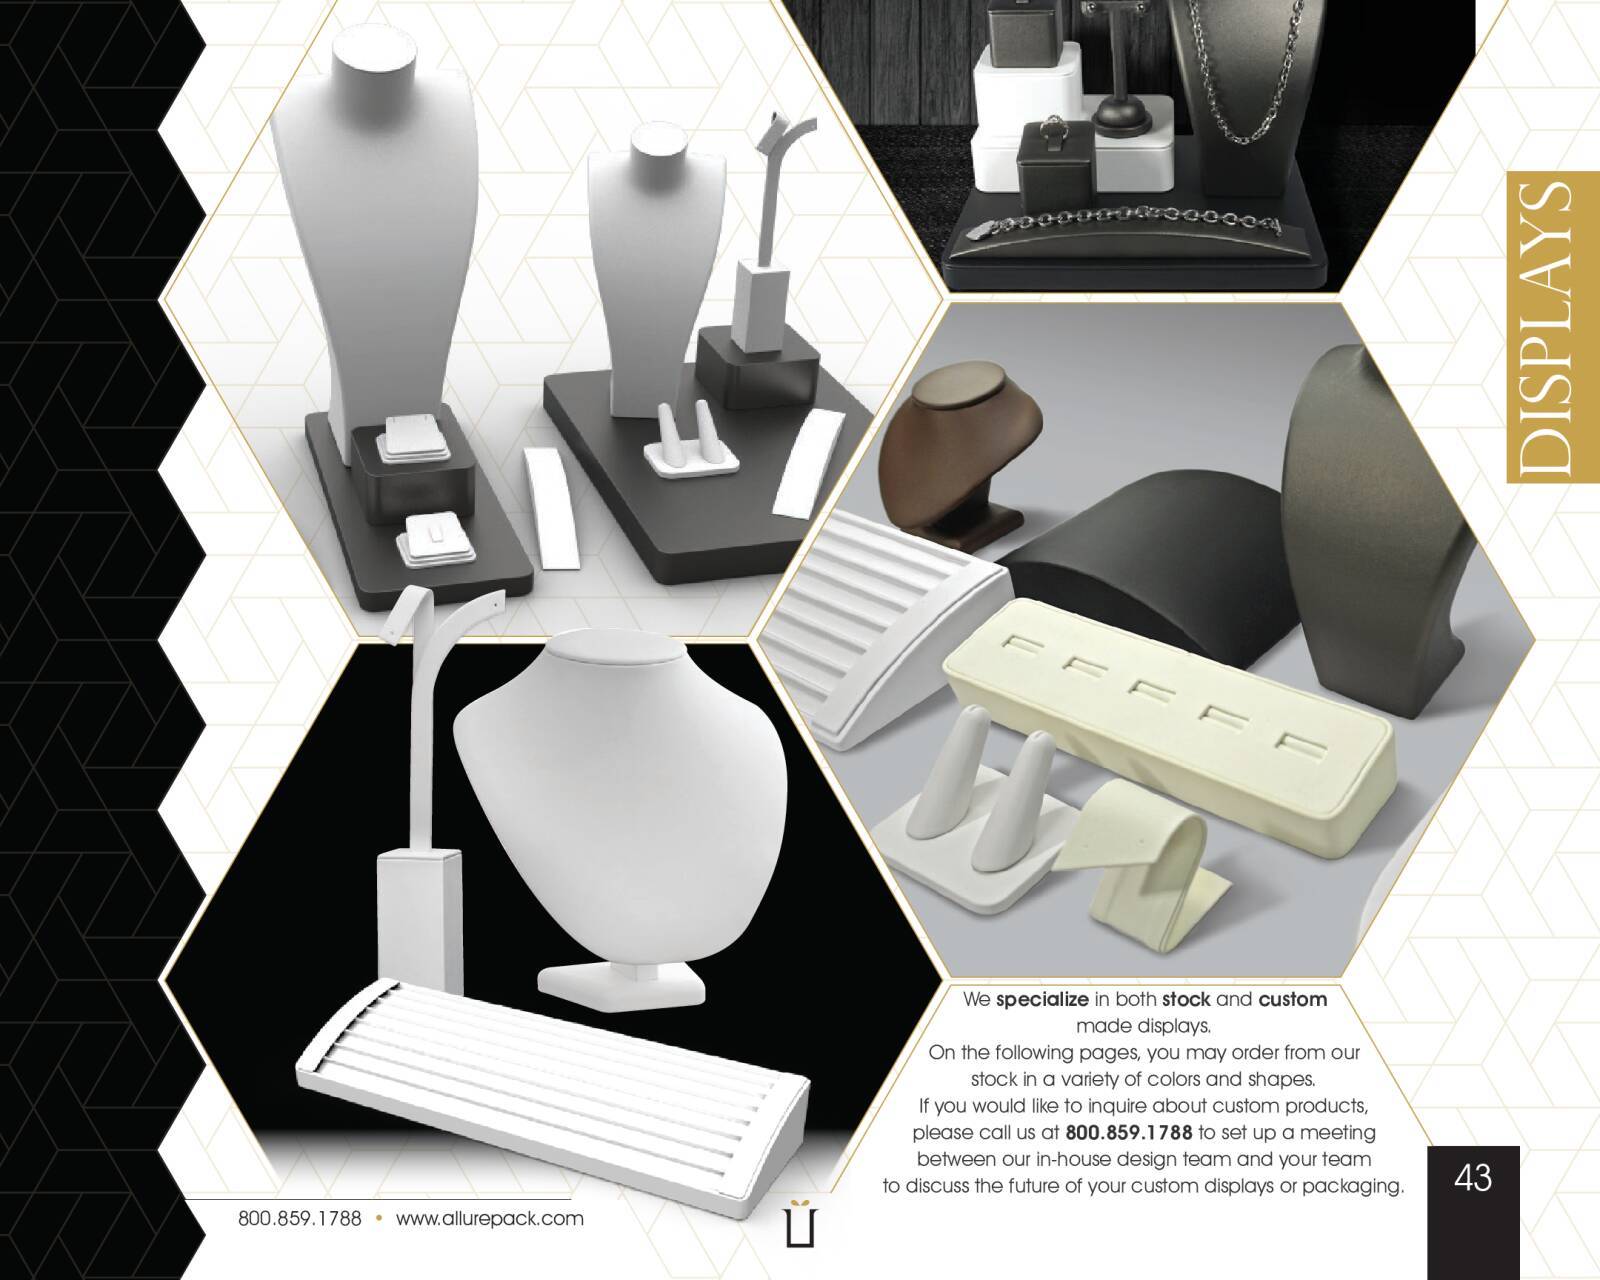 DISPLAYS
We specialize in both stock and custom
made displays.
On the following pages, you may order from our
stock in a variety of colors and shapes.
If you would like to inquire about custom products,
please call us at 800.859.1788 to set up a meeting
between our in-house design team and your team
to discuss the future of your custom displays or packaging.
43
800.859.1788 • www.allurepack.com